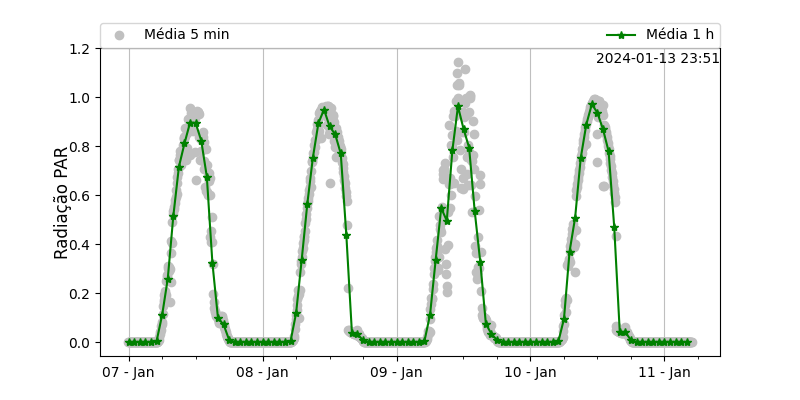 Média 5 min
Média 1 h
2024-01-13 23:51
Radiação PAR
1.2
1.0
0.8
0.6
0.4
0.2
0.0
07 - Jan
08 - Jan
09 - Jan
10 - Jan
11 - Jan